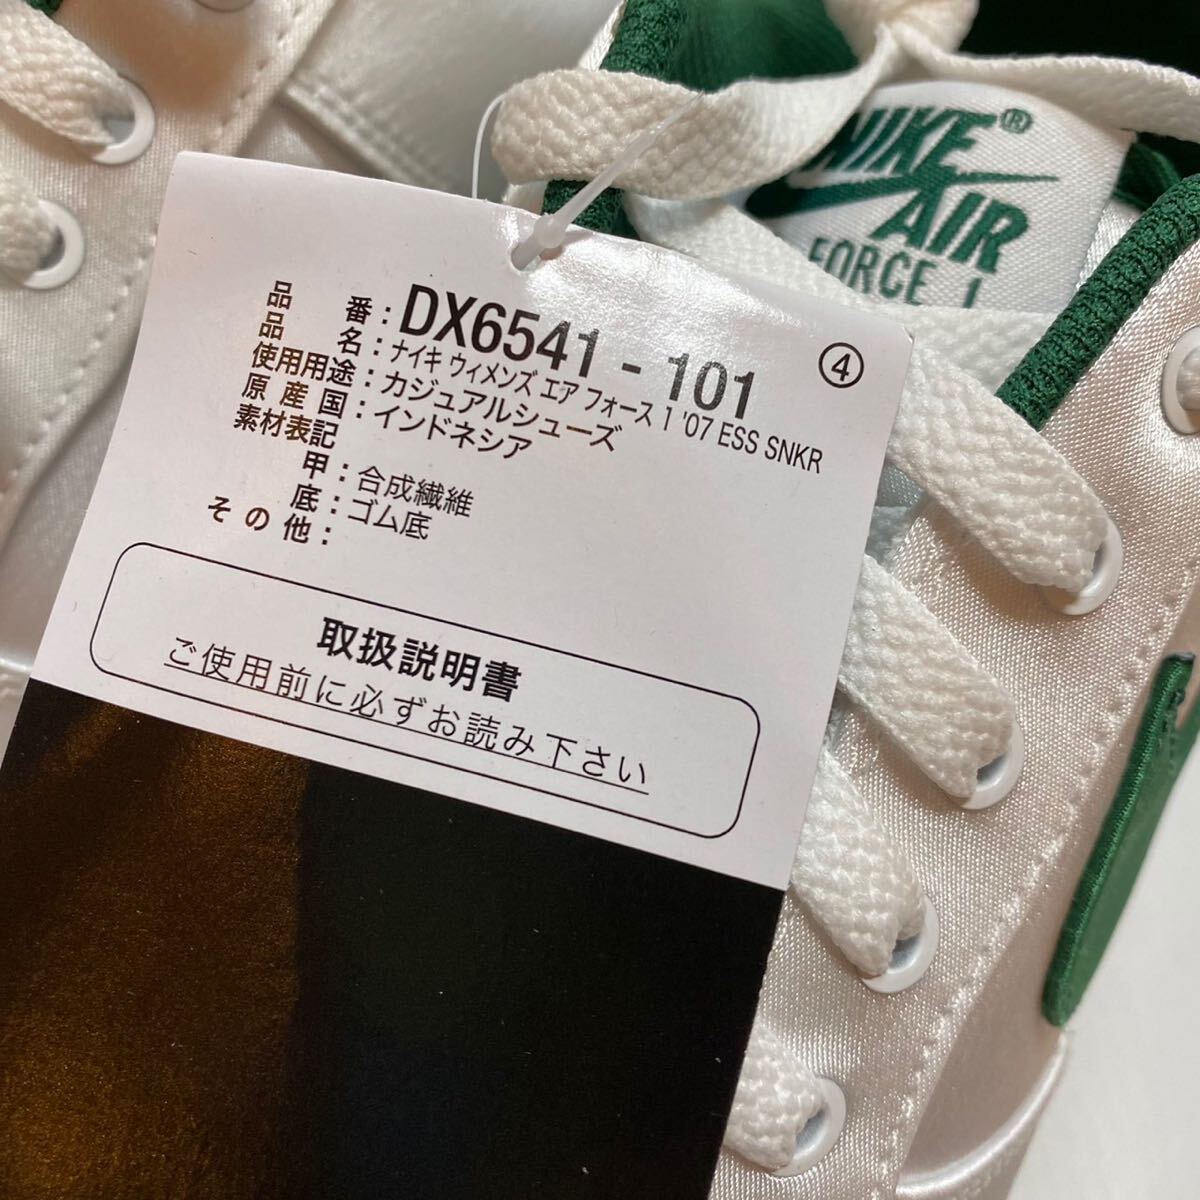 NIKE®
AIR
FORCE 1
④
品番：DX6541-101
品名：ナイキ ウィメンズ エア フォース 1 '07 ESS SNKR
使用用途：カジュアルシューズ
原産国：インドネシア
素材表記
甲：合成繊維
底：ゴム底
その他：
取扱説明書
ご使用前に必ずお読み下さい